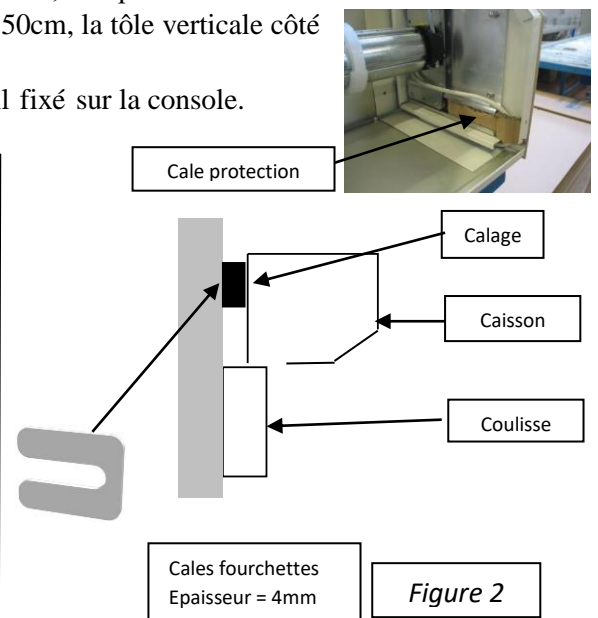 50cm, la tôle verticale côté
fixé sur la console.
Cale protection
Calage
Caisson
Coulisse
Cales fourchettes
Epaisseur = 4mm
Figure 2